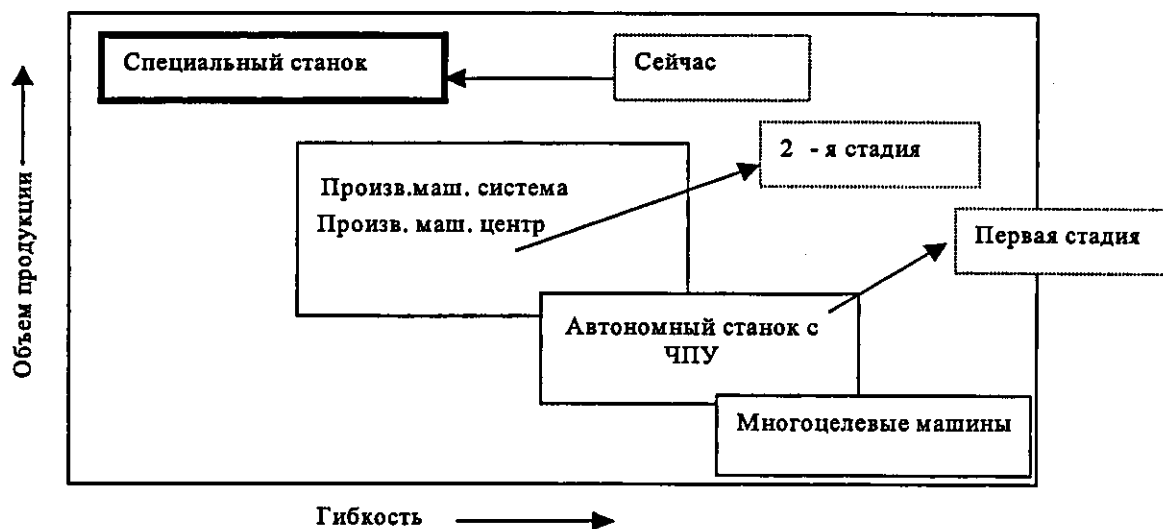 Специальный станок
Сейчас
2 - я стадия
Произв.маш. система
Произв. маш. центр
Первая стадия
Автономный станок с
ЧПУ
Многоцелевые машины
Объем продукции
Гибкость